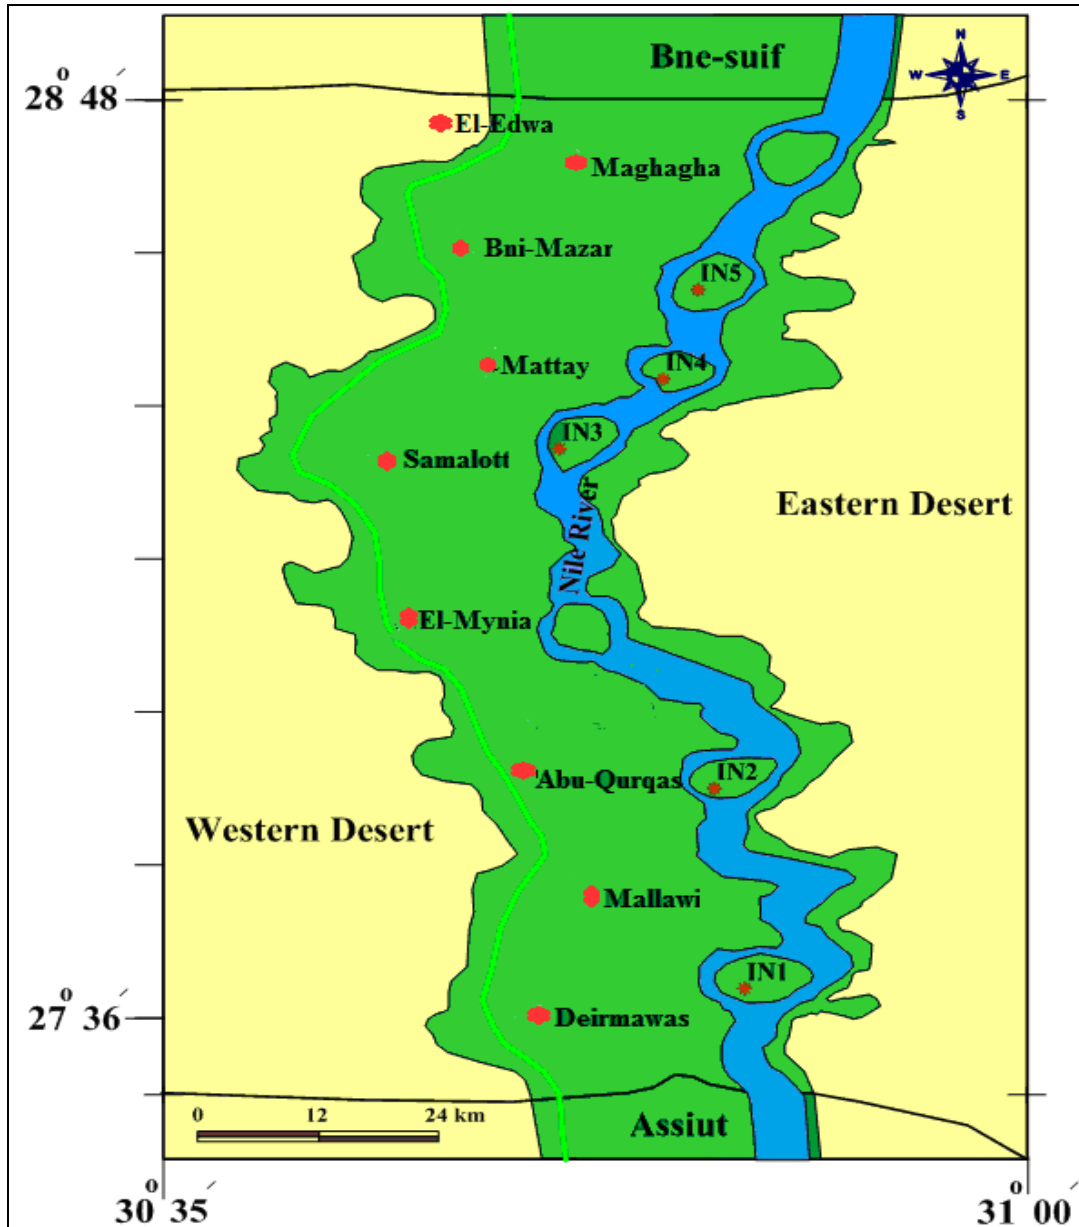 Bne-suif
N
W E
S
28° 48′
El-Edwa
Maghagha
Bni-Mazar
IN5
Mattay
IN4
IN3
Samalott
Eastern Desert
Nile River
El-Mynia
IN2
Abu-Qurqas
Western Desert
Mallawi
IN1
27° 36′
Deirmawas
0 12 24 km
Assiut
30° 35′
31° 00′